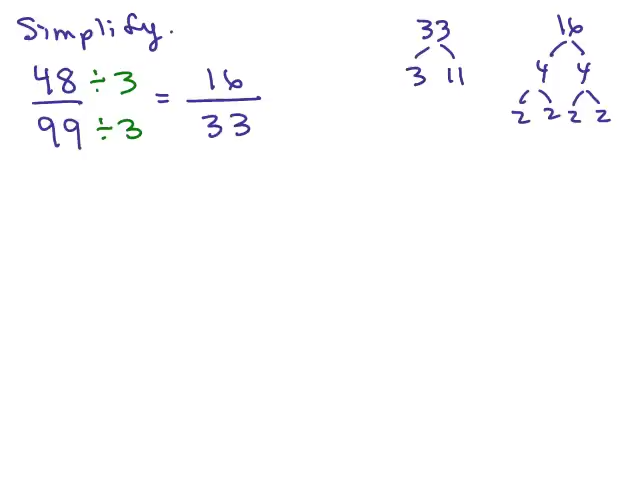 Simplify.
48 ÷ 3 = 16
99 ÷ 3 33
33
3 11
16
4 4
2 2 2 2